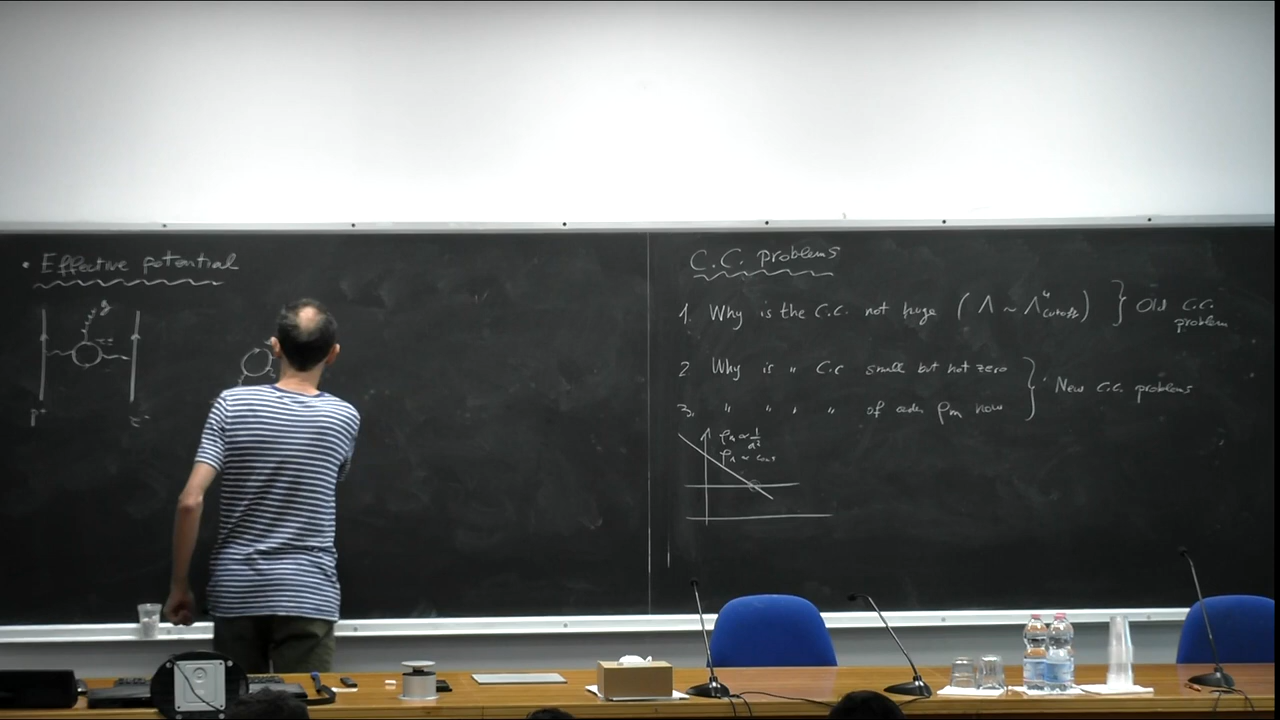 • Effective potential
g
p⁺
e⁻
C.C. problems
1. Why is the C.C. not huge ( Λ ~ Λ⁴cutoff ) } Old C.C. problem
2 Why is " C.C. small but not zero } New C.C. problems
3. " " " " of order ρm now
ρm ∝ 1/a³
ρΛ ∝ const